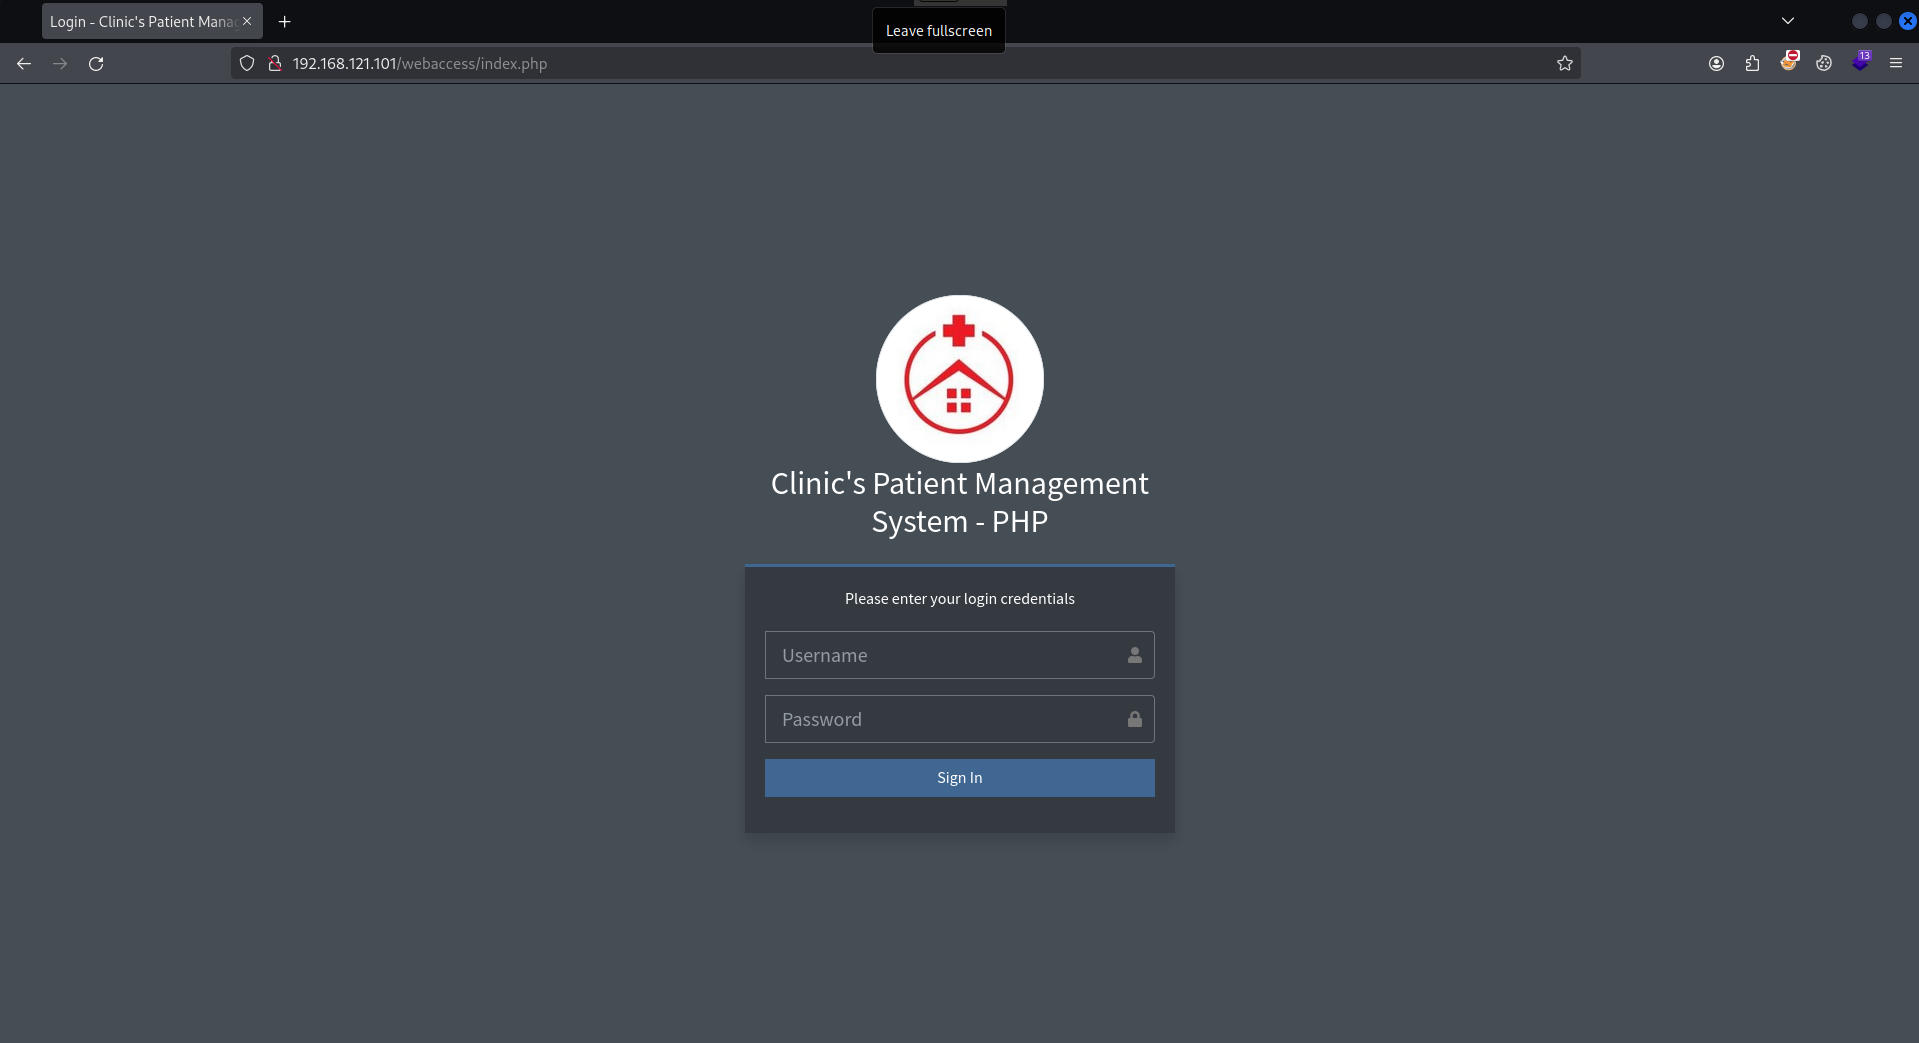 Login - Clinic's Patient Manag
Leave fullscreen
192.168.121.101/webaccess/index.php
13
Clinic's Patient Management
System - PHP
Please enter your login credentials
Username
Password
Sign In